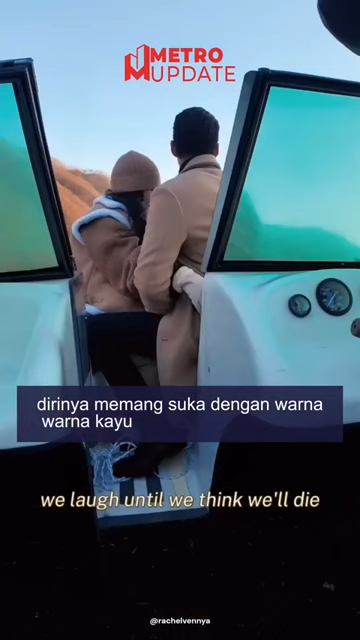 METRO
UPDATE
dirinya memang suka dengan warna
warna kayu
we laugh until we think we'll die
@rachelvennya